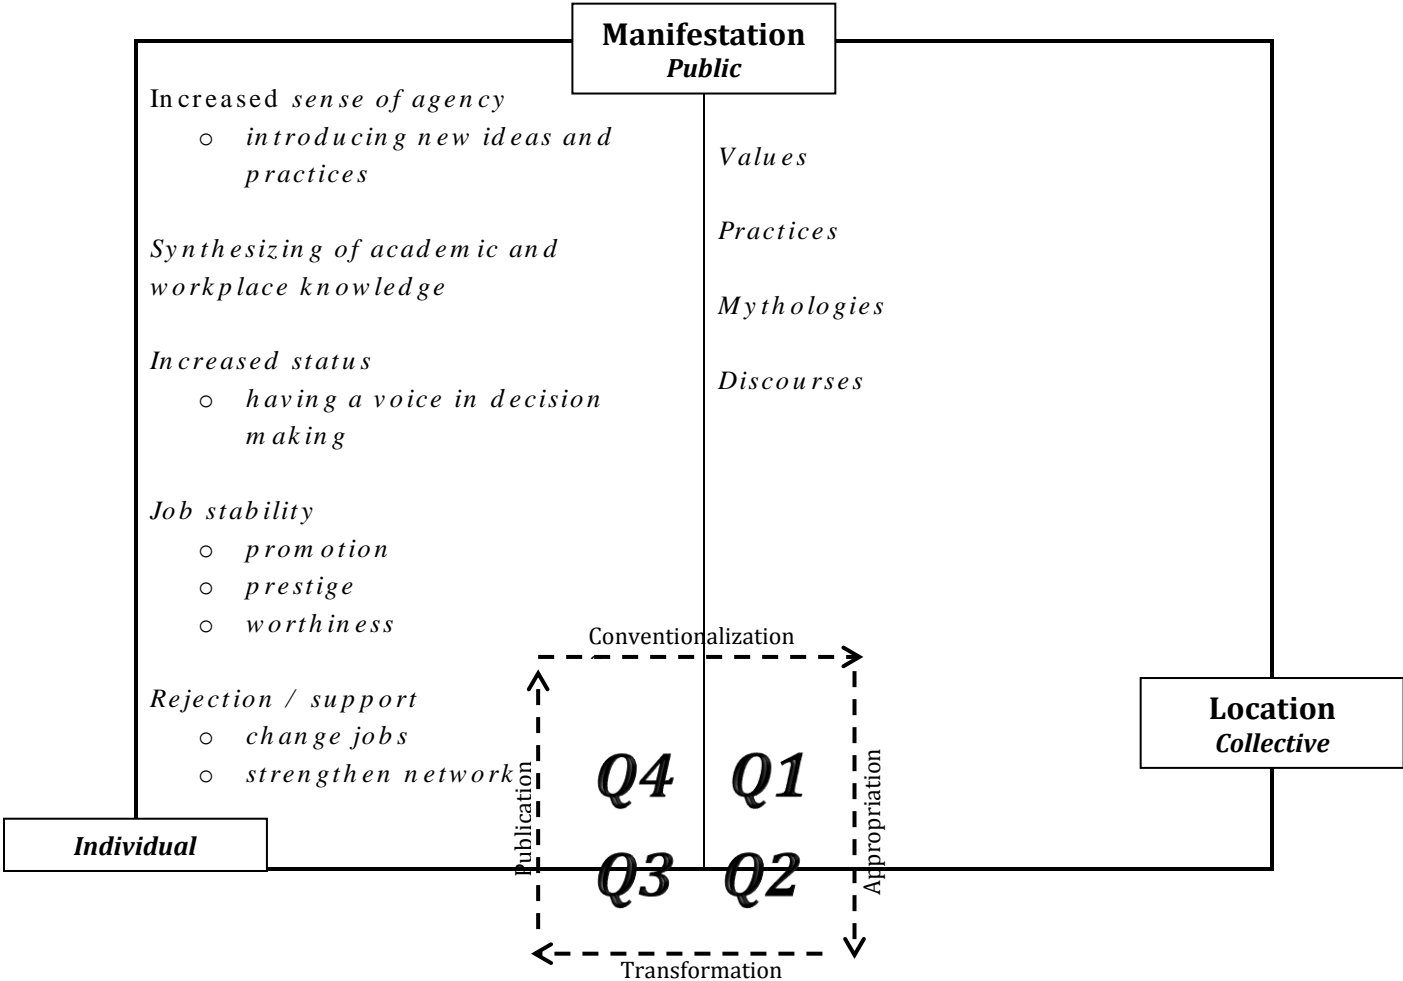 Manifestation
Public
Increased sense of agency
o introducing new ideas and
practices
Synthesizing of academic and
workplace knowledge
Increased status
o having a voice in decision
making
Job stability
o promotion
o prestige
o worthiness
Rejection / support
o change jobs
o strengthen network
Values
Practices
Mythologies
Discourses
Conventionalization
Publication
Q4 Q1
Q3 Q2
Appropriation
Transformation
Location
Collective
Individual